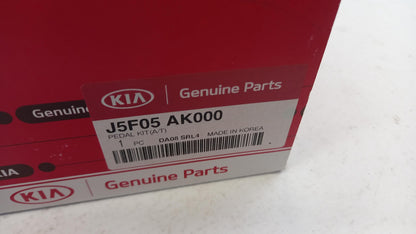 KIA Genuine Parts
J5F05 AK000
PEDAL KIT(A/T)
1 PC DA08 SRL4 MADE IN KOREA
Genuin
KIA Genuine Parts
IA